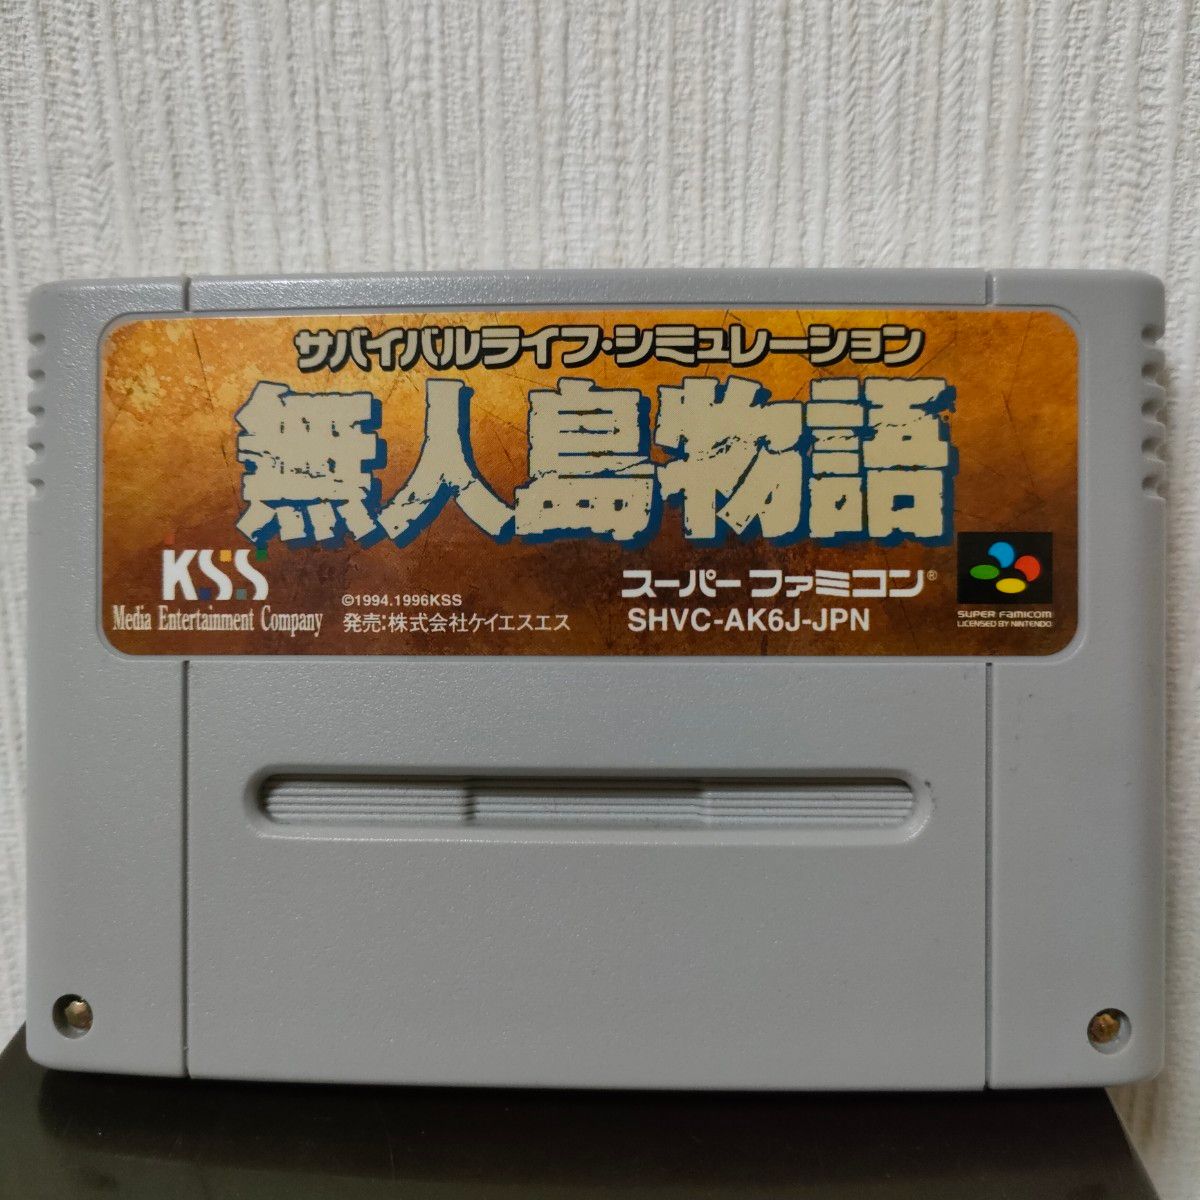 サバイバルライフ・シミュレーション
無人島物語
KSS
Media Entertainment Company
©1994.1996KSS
発売:株式会社ケイエスエス
スーパーファミコン®
SHVC-AK6J-JPN
SUPER FAMICOM
LICENSED BY NINTENDO